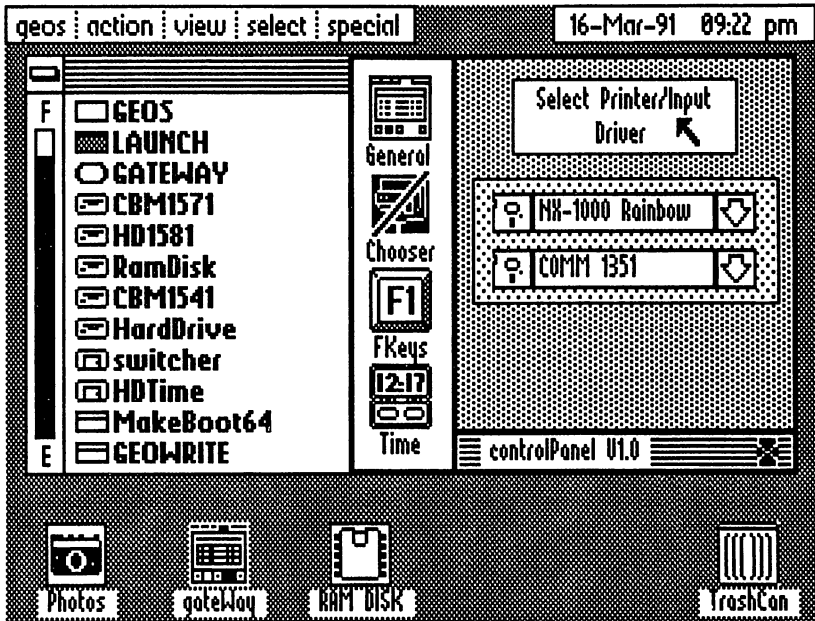 geos action view select special
16-Mar-91 09:22 pm
F
GEOS
LAUNCH
GATEWAY
CBM1571
HD1581
RamDisk
CBM1541
HardDrive
switcher
HDTime
MakeBoot64
GEOWRITE
E
General
Chooser
F1
FKeys
12:17
Time
Select Printer/Input
Driver
NX-1000 Rainbow
COMM 1351
controlPanel V1.0
Photos
gateWay
RAM DISK
TrashCan